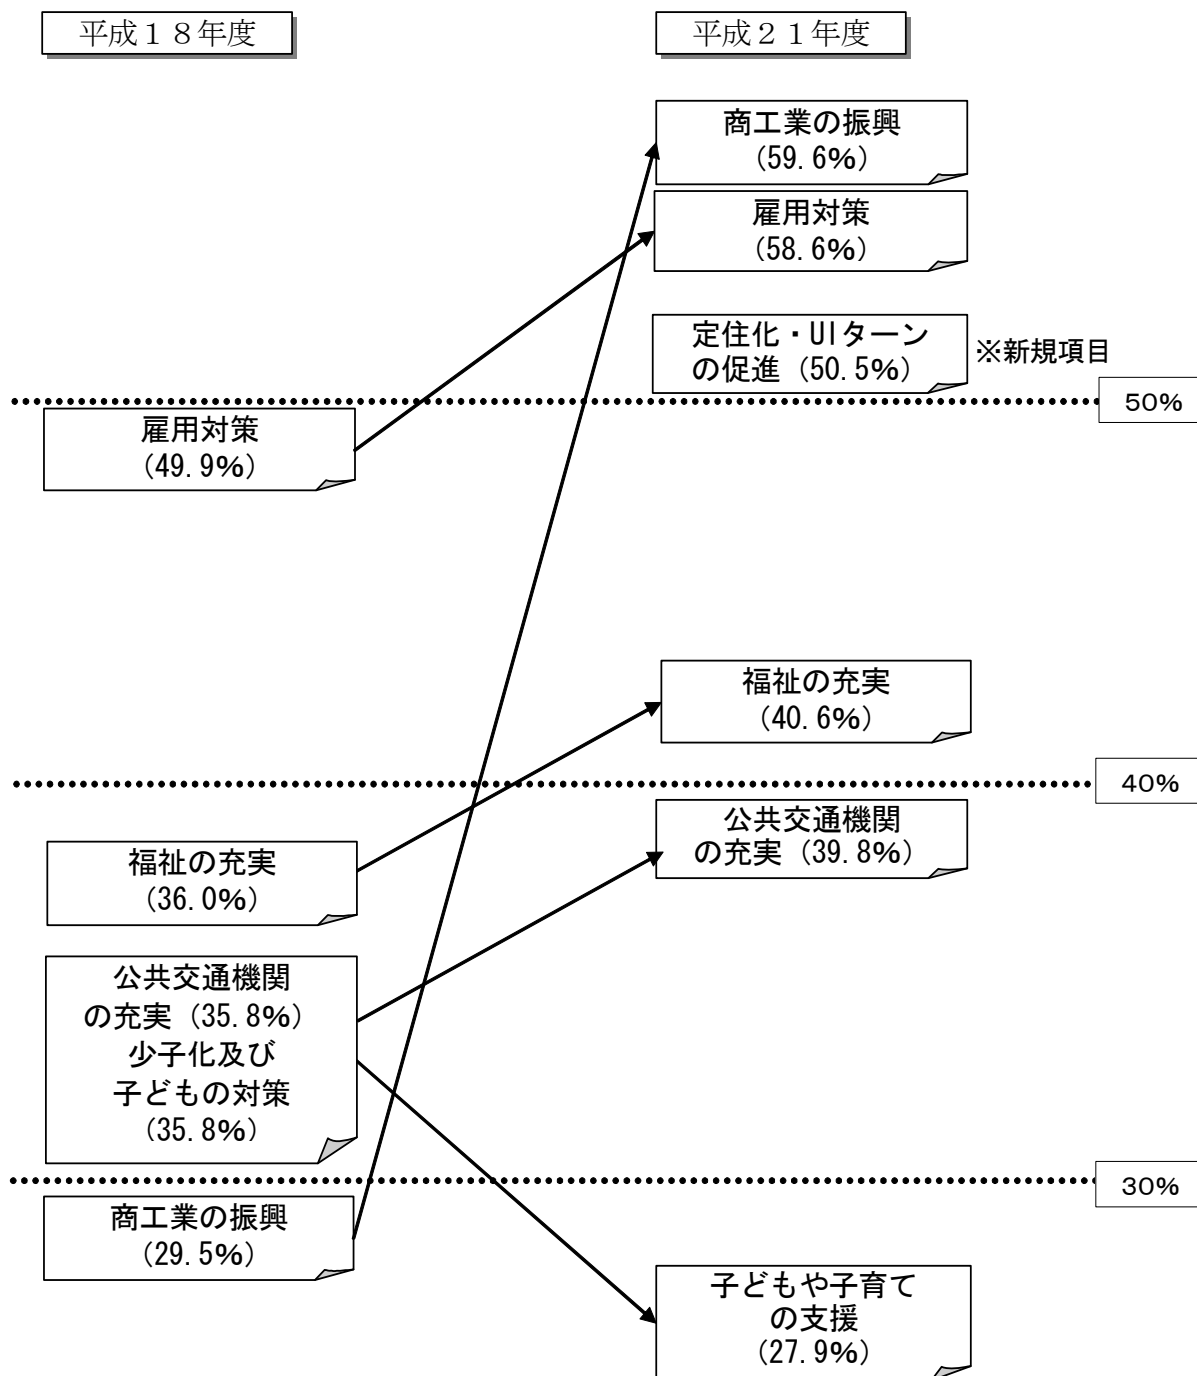 平成１８年度
平成２１年度
商工業の振興
（59.6%）
雇用対策
（58.6%）
定住化・UIターン
の促進（50.5%）
※新規項目
50%
雇用対策
（49.9%）
福祉の充実
（40.6%）
40%
公共交通機関
の充実（39.8%）
福祉の充実
（36.0%）
公共交通機関
の充実（35.8%）
少子化及び
子どもの対策
（35.8%）
30%
商工業の振興
（29.5%）
子どもや子育て
の支援
（27.9%）